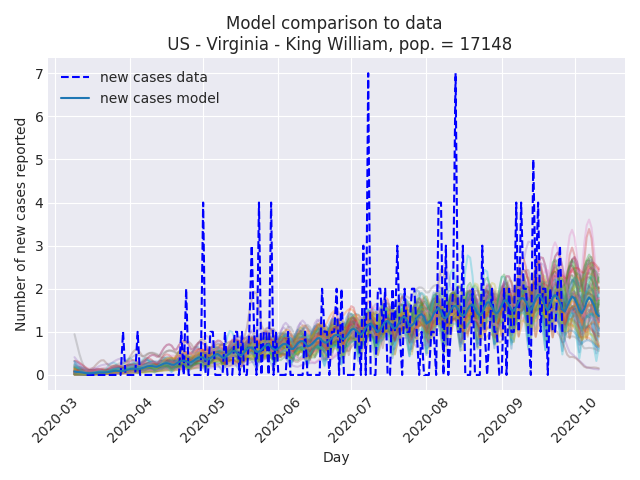 Model comparison to data
US - Virginia - King William, pop. = 17148
new cases data
new cases model
Number of new cases reported
7
6
5
4
3
2
1
0
2020-03
2020-04
2020-05
2020-06
2020-07
2020-08
2020-09
2020-10
Day